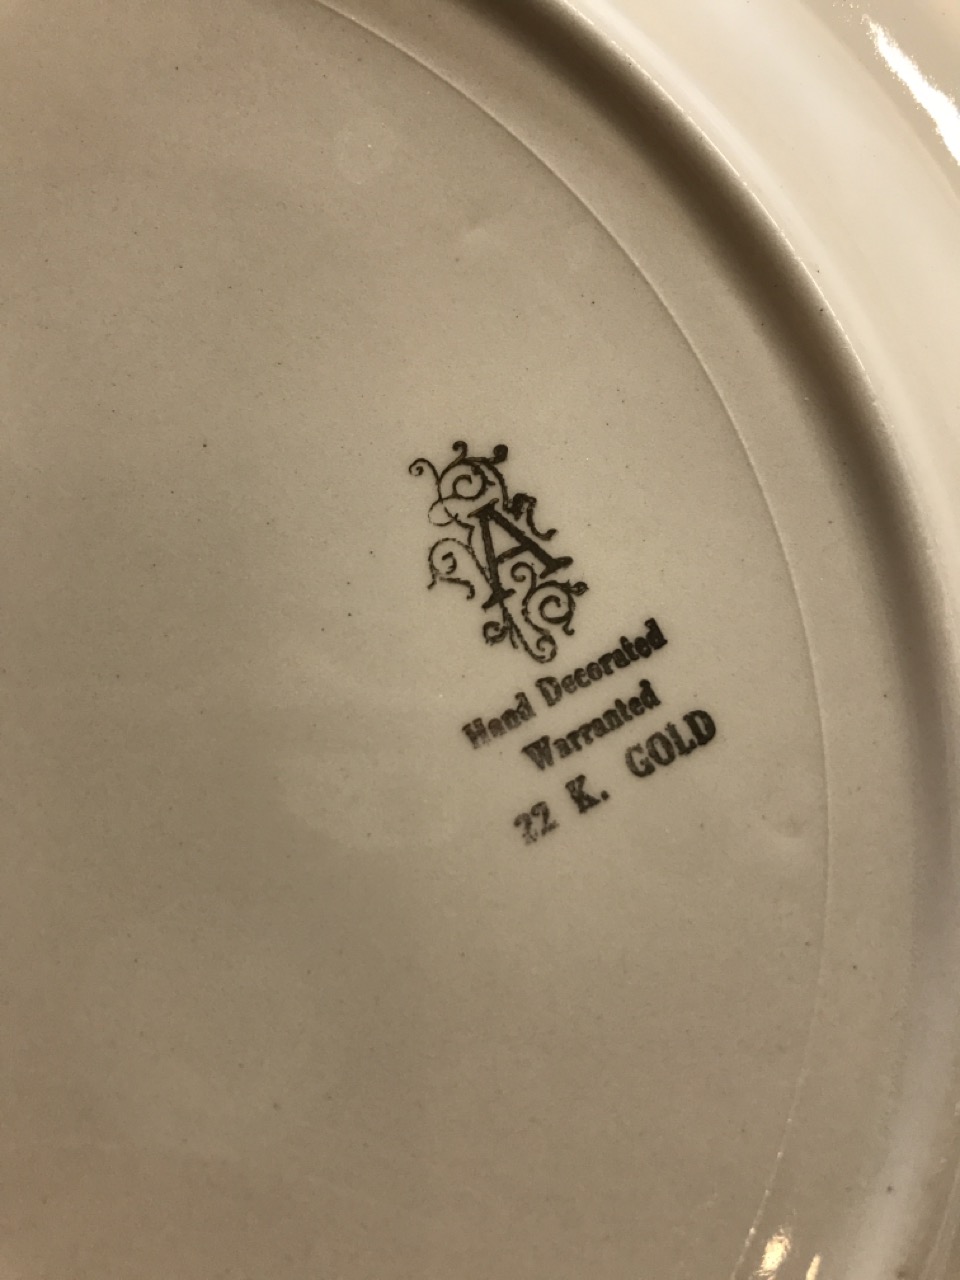 A
Hand Decorated
Warranted
22 K. GOLD